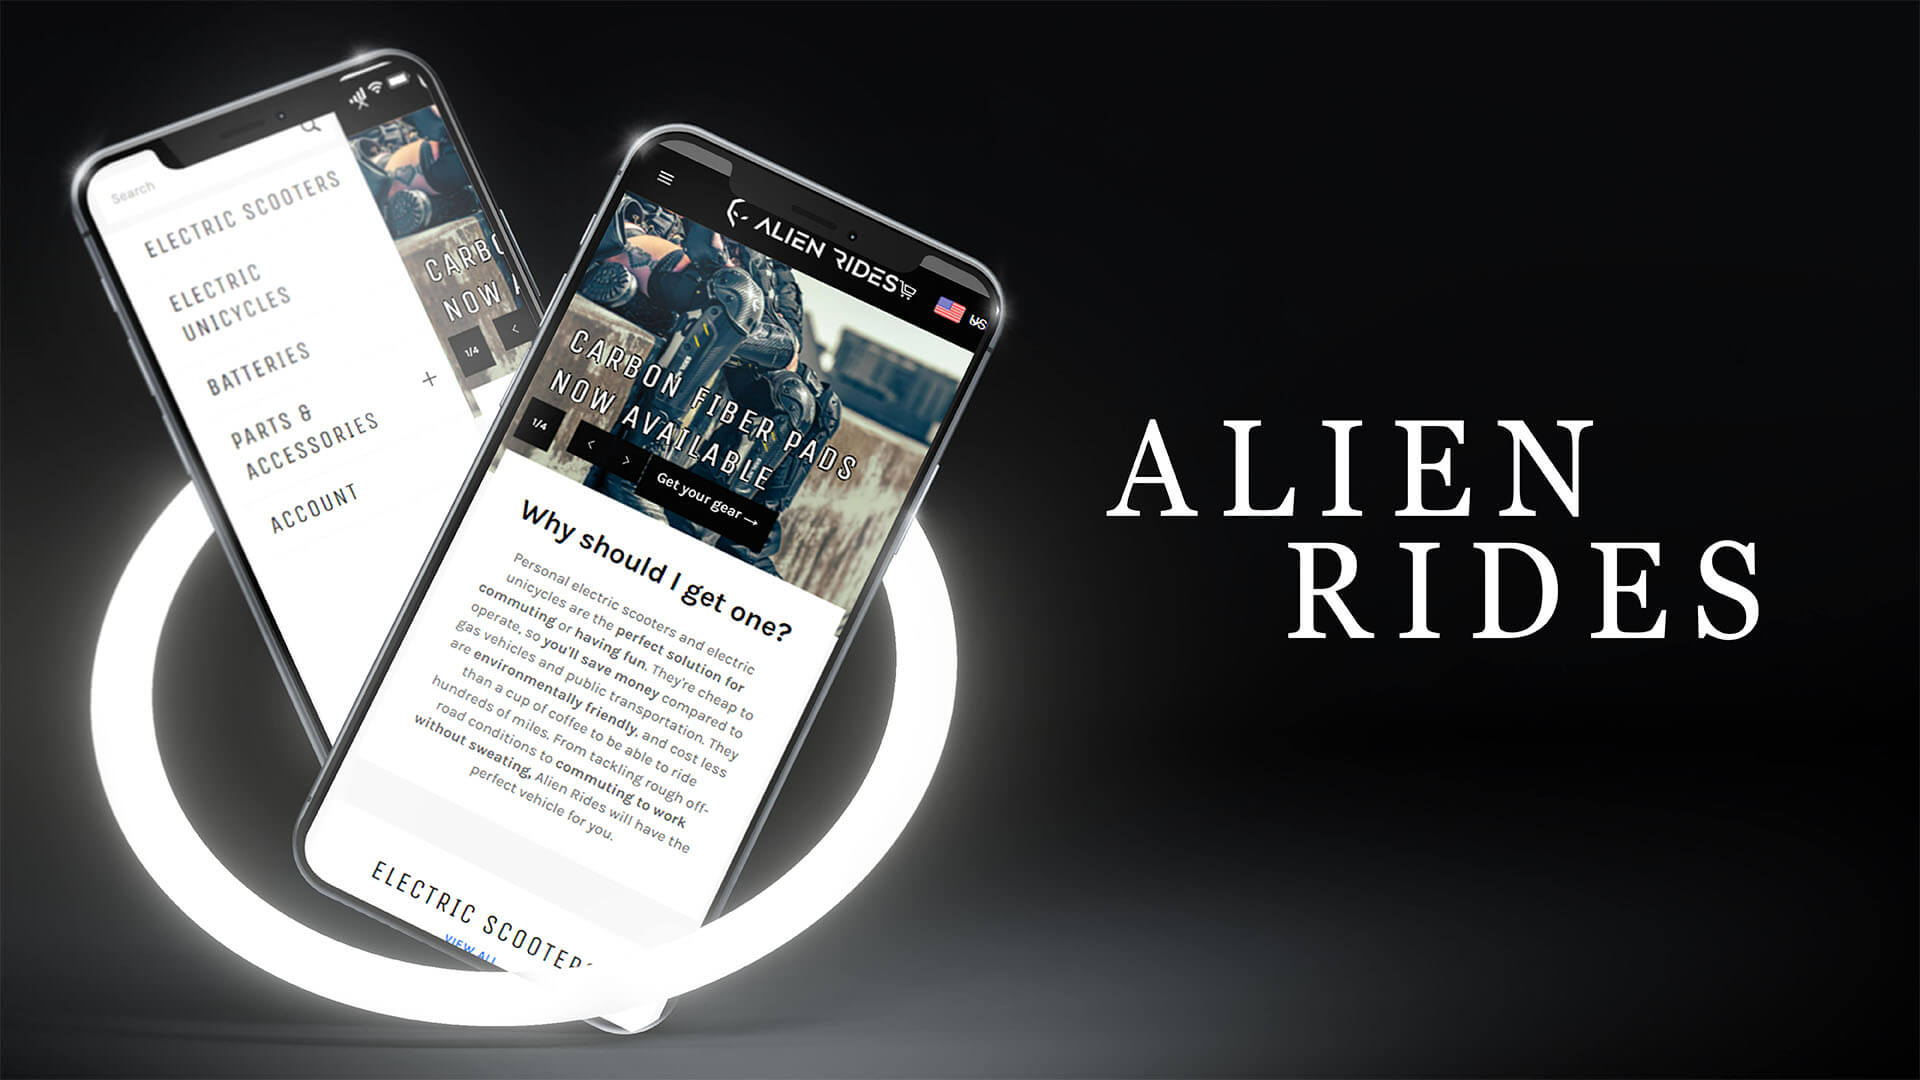 Search
ELECTRIC SCOOTERS
ELECTRIC
UNICYCLES
BATTERIES
PARTS &
ACCESSORIES
+
ACCOUNT
CARBO
NOW
1/4
<
ALIEN RIDES
US
CARBON FIBER PADS
NOW AVAILABLE
1/4
< >
Get your gear →
Why should I get one?
Personal electric scooters and electric
unicycles are the perfect solution for
commuting or having fun. They're cheap to
operate, so you'll save money compared to
gas vehicles and public transportation. They
are environmentally friendly, and cost less
than a cup of coffee to be able to ride
hundreds of miles. From tackling rough off-
road conditions to commuting to work
without sweating, Alien Rides will have the
perfect vehicle for you.
ELECTRIC SCOOTERS
VIEW ALL
ALIEN
RIDES